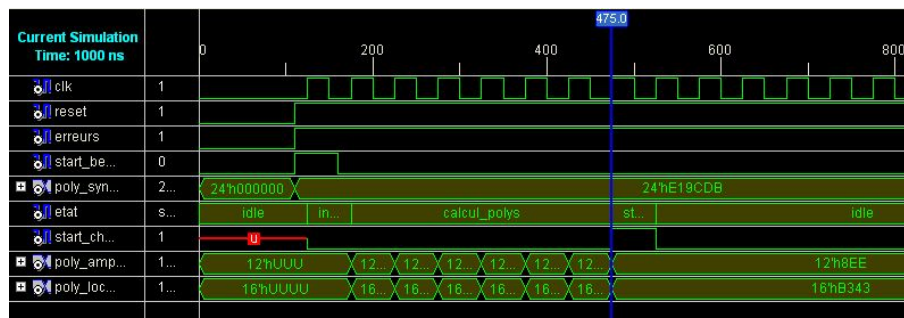 475.0
Current Simulation
Time: 1000 ns
0 200 400 600 800
clk 1
reset 1
erreurs 1
start_be... 0
poly_syn... 2... 24'h000000 24'hE19CDB
etat s... idle in... calcul_polys st... idle
start_ch... 1 U
poly_amp... 1... 12'hUUU 12... 12... 12... 12... 12... 12... 12'h8EE
poly_loc... 1... 16'hUUUU 16... 16... 16... 16... 16... 16... 16'hB343